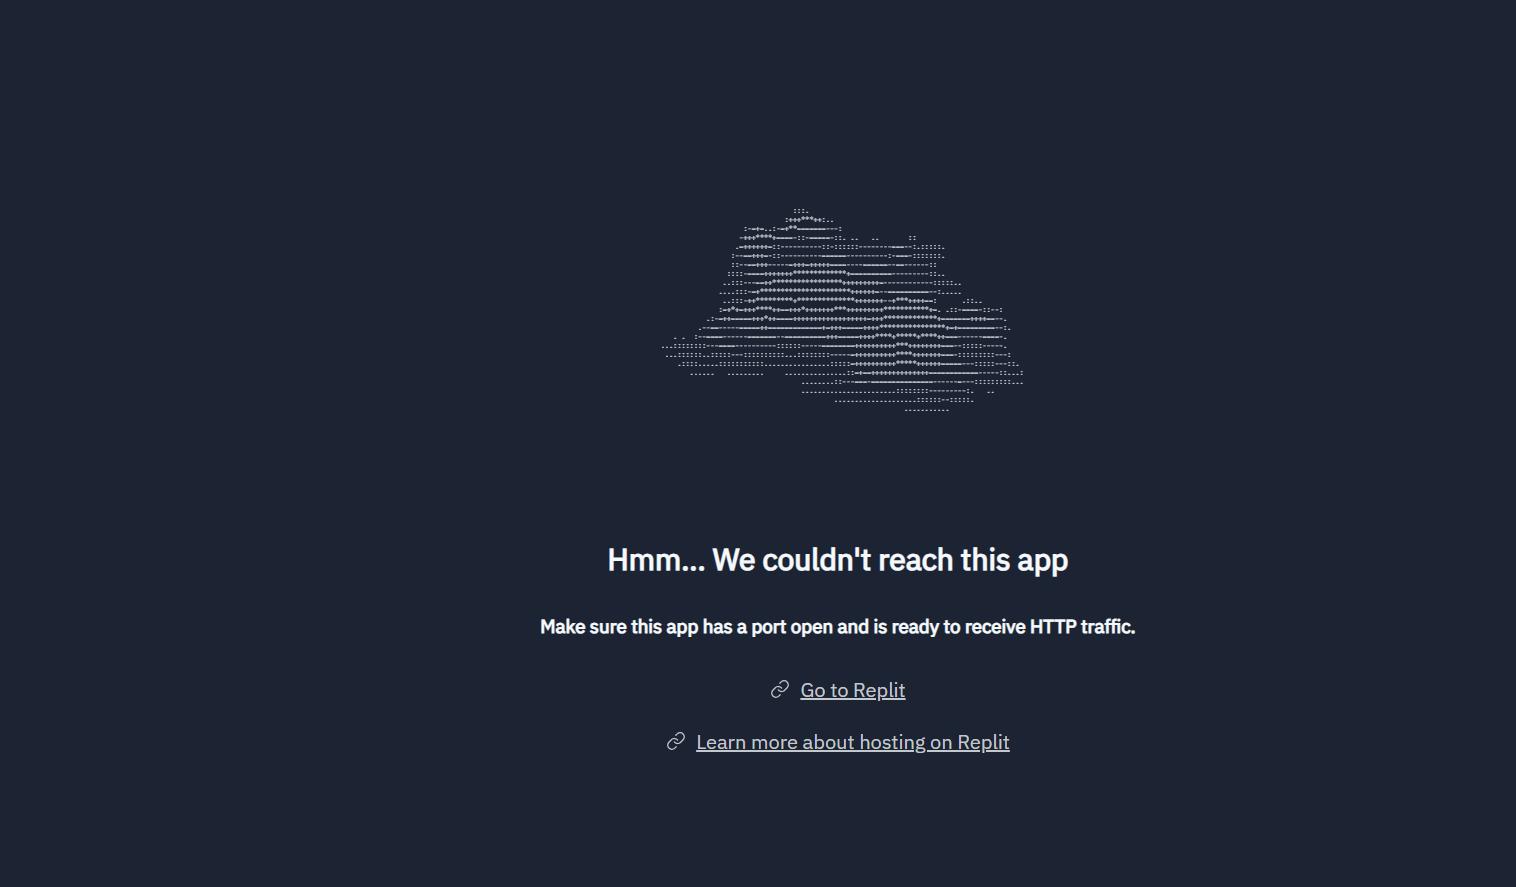 Hmm... We couldn't reach this app
Make sure this app has a port open and is ready to receive HTTP traffic.
Go to Replit
Learn more about hosting on Replit